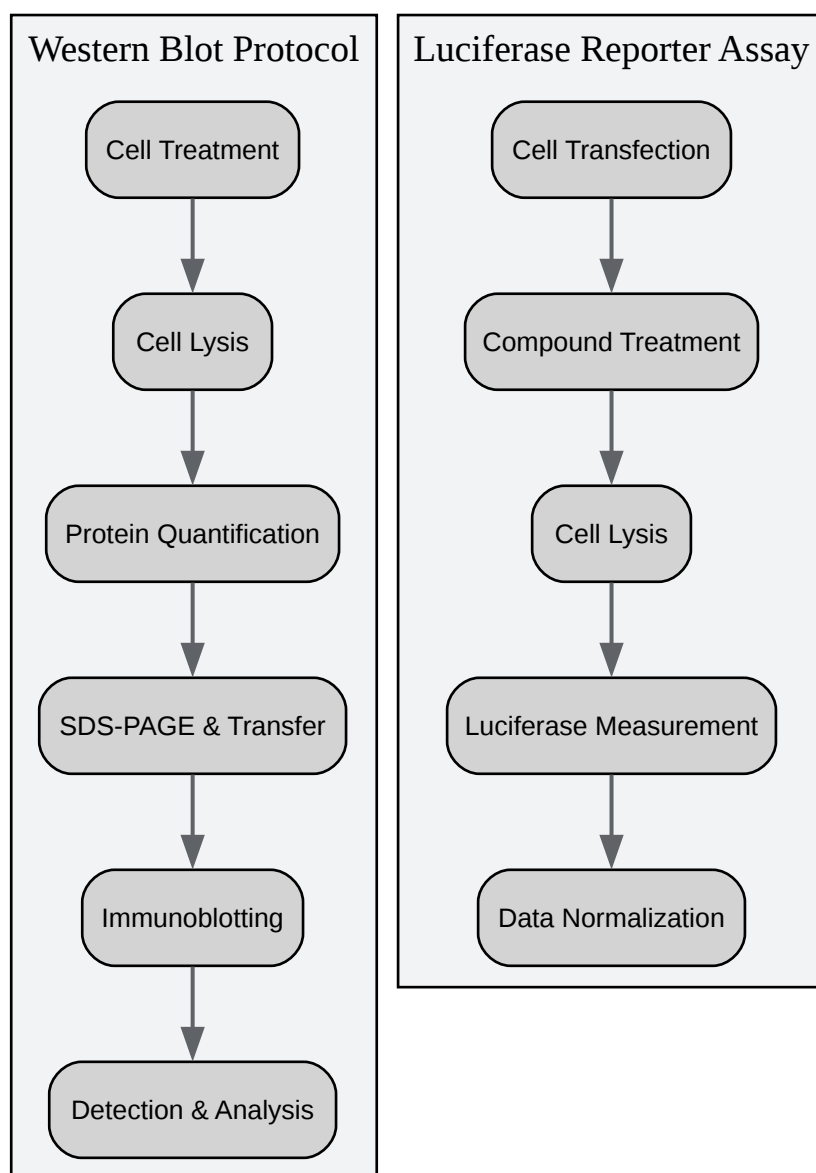 Western Blot Protocol
Cell Treatment
Cell Lysis
Protein Quantification
SDS-PAGE & Transfer
Immunoblotting
Detection & Analysis
Luciferase Reporter Assay
Cell Transfection
Compound Treatment
Cell Lysis
Luciferase Measurement
Data Normalization